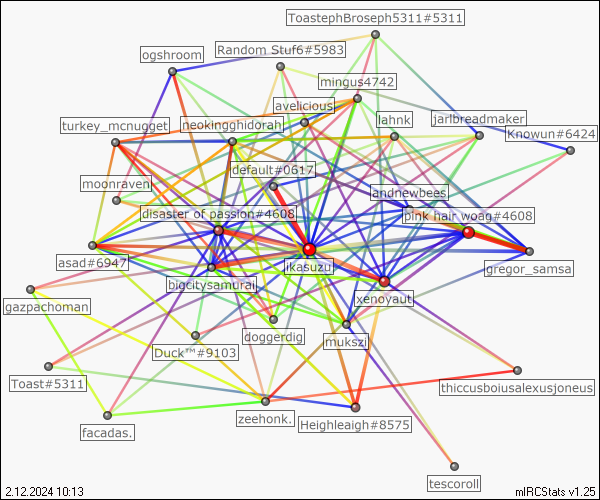 ToastephBroseph5311#5311
ogshroom
Random Stuf6#5983
mingus4742
avelicious
turkey_mcnugget
neokingghidorah
lahnk
jarlbreadmaker
Knowun#6424
default#0617
moonraven
andnewbees
disaster of passion#4608
pink hair woag#4608
asad#6947
jikasuzu
gregor_samsa
bigcitysamurai
xenoyaut
gazpachoman
doggerdig
mukszi
Duck™#9103
Toast#5311
thiccusboiusalexusjoneus
zeehonk.
Heighleigh#8575
facadas.
tescoroll
2.12.2024 10:13
mIRCStats v1.25